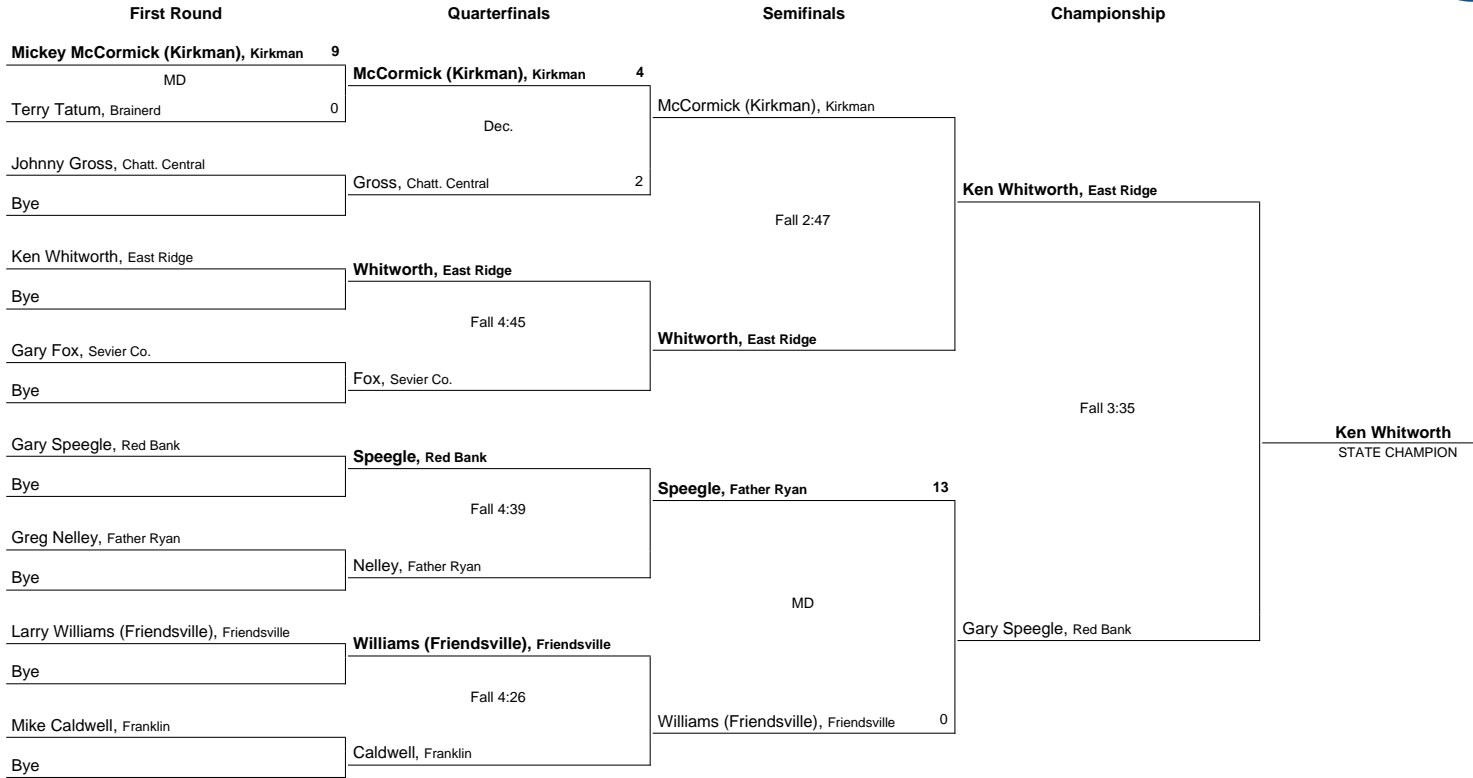 First Round
Quarterfinals
Semifinals
Championship
Mickey McCormick (Kirkman), Kirkman 9
MD
Terry Tatum, Brainerd 0
Johnny Gross, Chatt. Central
Bye
Ken Whitworth, East Ridge
Bye
Gary Fox, Sevier Co.
Bye
Gary Speegle, Red Bank
Bye
Greg Nelley, Father Ryan
Bye
Larry Williams (Friendsville), Friendsville
Bye
Mike Caldwell, Franklin
Bye
McCormick (Kirkman), Kirkman 4
Dec.
Gross, Chatt. Central 2
Whitworth, East Ridge
Fall 4:45
Fox, Sevier Co.
Speegle, Red Bank
Fall 4:39
Nelley, Father Ryan
Williams (Friendsville), Friendsville
Fall 4:26
Caldwell, Franklin
McCormick (Kirkman), Kirkman
Fall 2:47
Whitworth, East Ridge
Speegle, Father Ryan 13
MD
Williams (Friendsville), Friendsville 0
Ken Whitworth, East Ridge
Fall 3:35
Gary Speegle, Red Bank
Ken Whitworth
STATE CHAMPION